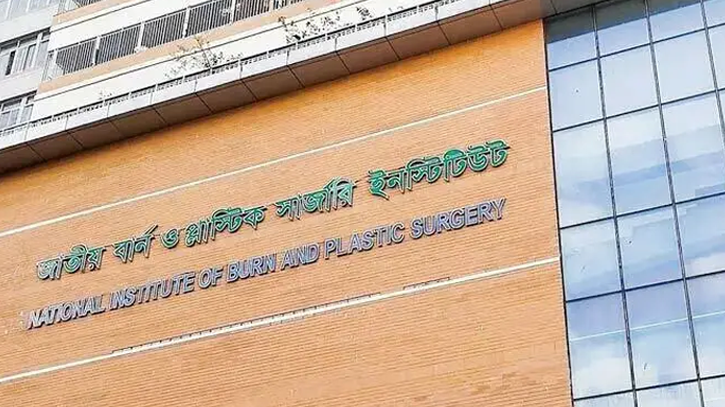 জাতীয় বার্ন ও প্লাস্টিক সার্জারি ইনস্টিটিউট
NATIONAL INSTITUTE OF BURN AND PLASTIC SURGERY